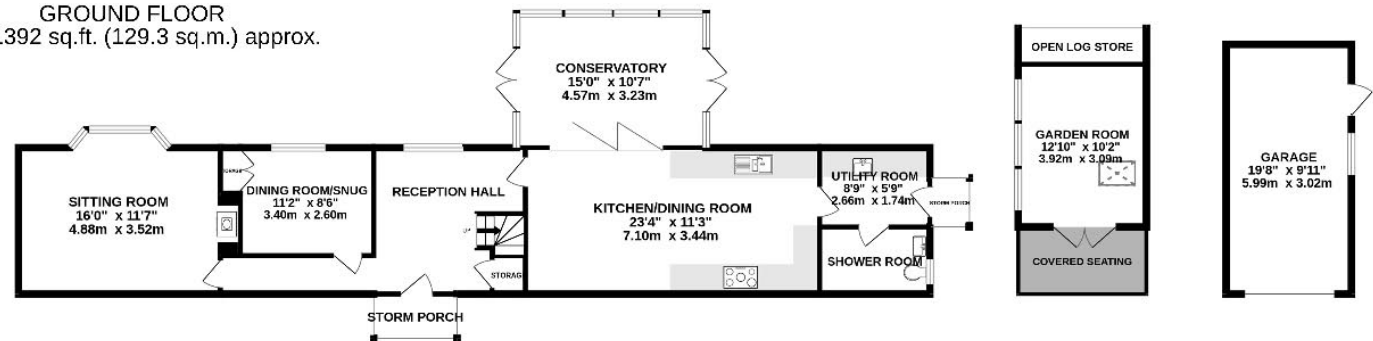 GROUND FLOOR
.392 sq.ft. (129.3 sq.m.) approx.
CONSERVATORY
15'0" x 10'7"
4.57m x 3.23m
SITTING ROOM
16'0" x 11'7"
4.88m x 3.52m
DINING ROOM/SNUG
11'2" x 8'6"
3.40m x 2.60m
RECEPTION HALL
UP
STORAG
STORM PORCH
KITCHEN/DINING ROOM
23'4" x 11'3"
7.10m x 3.44m
UTILITY ROOM
8'9" x 5'9"
2.66m x 1.74m
STORM PORCH
SHOWER ROOM
OPEN LOG STORE
GARDEN ROOM
12'10" x 10'2"
3.92m x 3.09m
COVERED SEATING
GARAGE
19'8" x 9'11"
5.99m x 3.02m